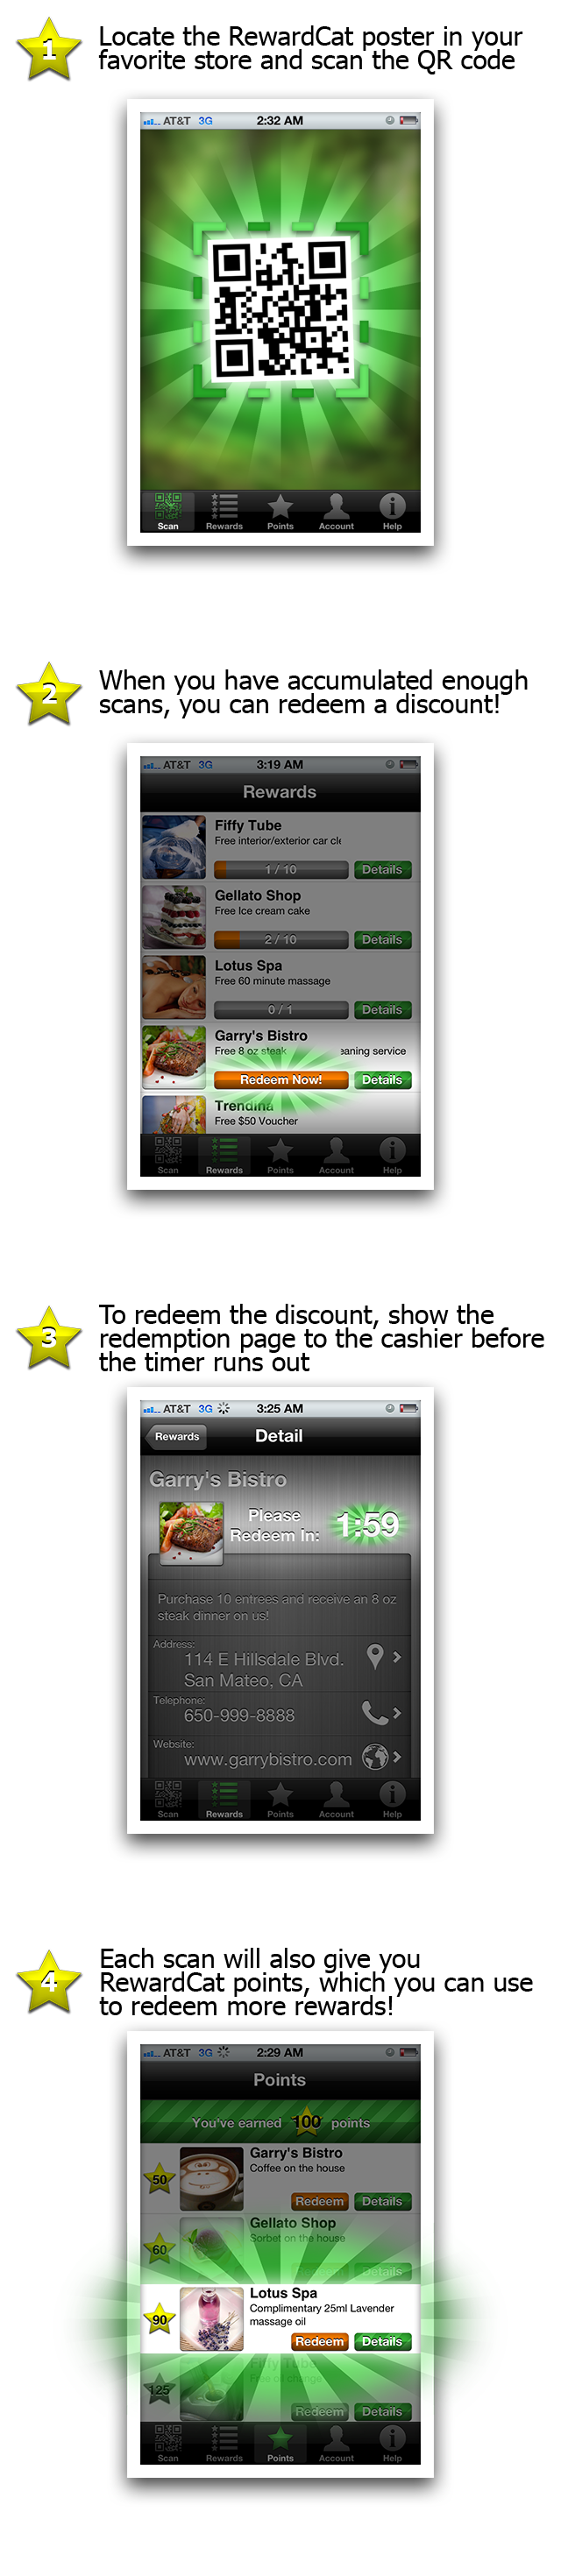 1
Locate the RewardCat poster in your
favorite store and scan the QR code
AT&T 3G 2:32 AM
Scan Rewards Points Account Help
2
When you have accumulated enough
scans, you can redeem a discount!
AT&T 3G 3:19 AM
Rewards
Fiffy Tube
Free interior/exterior car cle
1 / 10 Details
Gellato Shop
Free Ice cream cake
2 / 10 Details
Lotus Spa
Free 60 minute massage
0 / 1 Details
Garry's Bistro
Free 8 oz steak eaning service
Redeem Now! Details
Trendina
Free $50 Voucher
Scan Rewards Points Account Help
3
To redeem the discount, show the
redemption page to the cashier before
the timer runs out
AT&T 3G 3:25 AM
Rewards Detail
Garry's Bistro
Please
Redeem in: 1:59
Purchase 10 entrees and receive an 8 oz
steak dinner on us!
Address:
114 E Hillsdale Blvd.
San Mateo, CA
Telephone:
650-999-8888
Website:
www.garrybistro.com
Scan Rewards Points Account Help
4
Each scan will also give you
RewardCat points, which you can use
to redeem more rewards!
AT&T 3G 2:29 AM
Points
You've earned 100 points
50 Garry's Bistro
Coffee on the house
Redeem Details
60 Gellato Shop
Sorbet on the house
Details
90 Lotus Spa
Complimentary 25ml Lavender
massage oil
Redeem Details
125 Fiffy Tube
Free oil change
Redeem Details
Scan Rewards Points Account Help